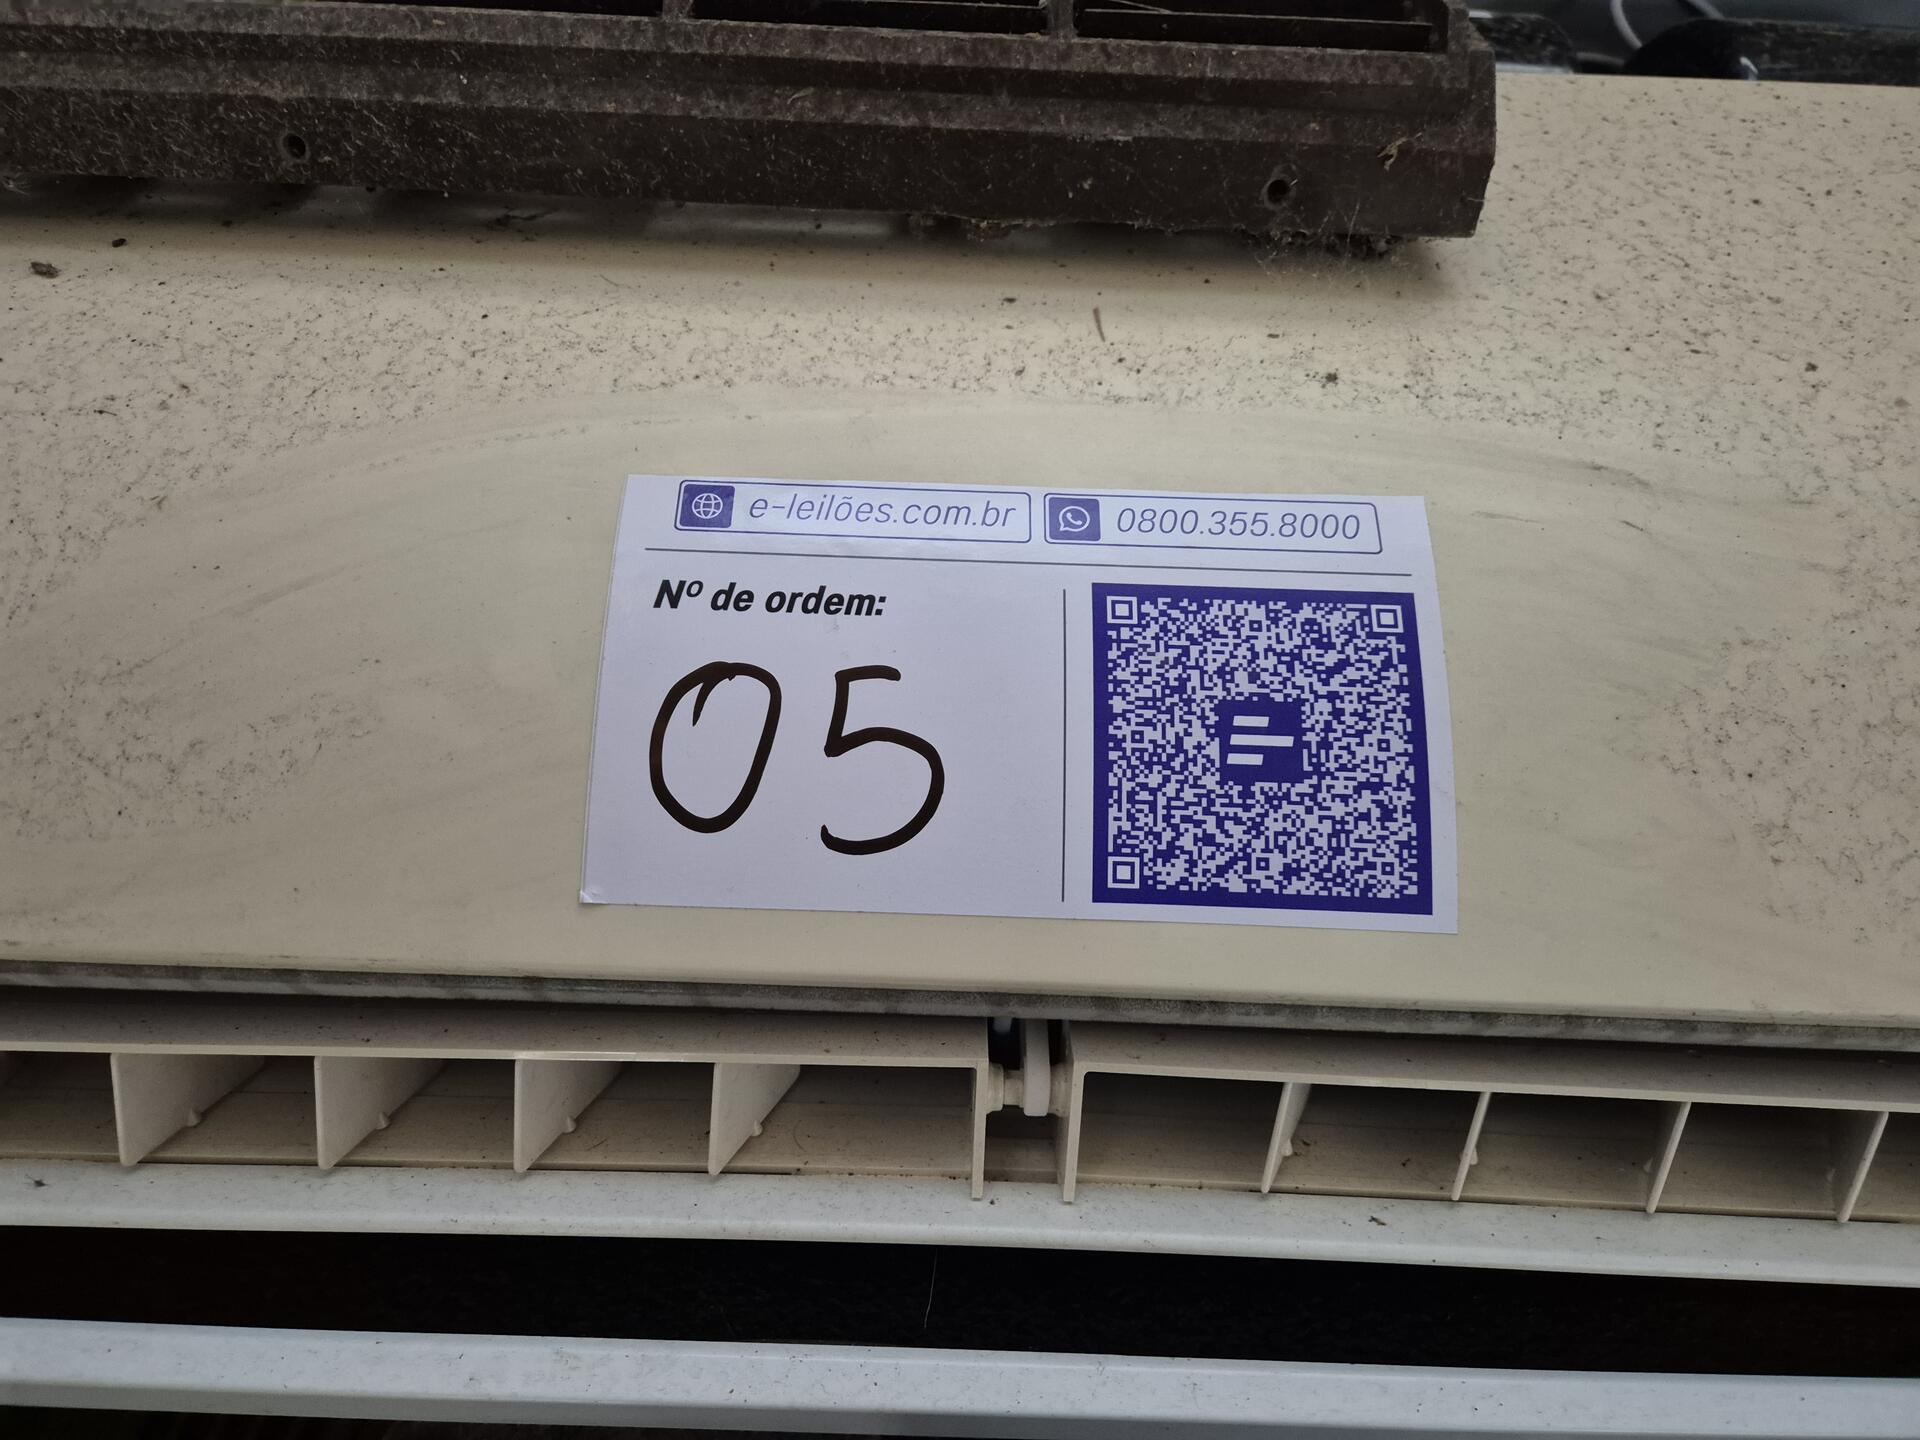 e-leilões.com.br
0800.355.8000
Nº de ordem:
05